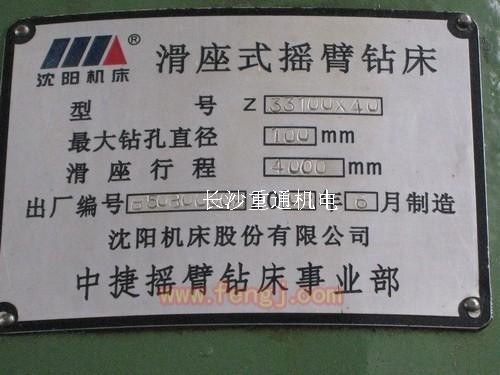 沈阳机床®
滑座式摇臂钻床
型 号 Z 33100X40
最大钻孔直径 100 mm
滑座行程 4000 mm
出厂编号 年 6 月制造
长沙重通机电
沈阳机床股份有限公司
中捷摇臂钻床事业部
www.fengj.com